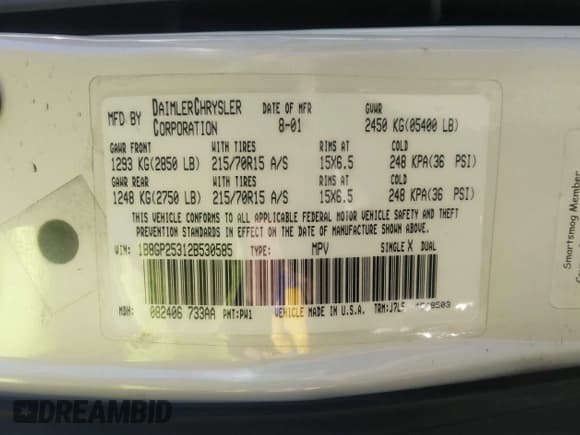 MFD BY DAIMLERCHRYSLER CORPORATION
DATE OF MFR 8-01
GVWR 2450 KG(05400 LB)
GAWR FRONT WITH TIRES RIMS AT COLD
1293 KG(2850 LB) 215/70R15 A/S 15X6.5 248 KPA(36 PSI)
GAWR REAR WITH TIRES RIMS AT COLD
1248 KG(2750 LB) 215/70R15 A/S 15X6.5 248 KPA(36 PSI)
THIS VEHICLE CONFORMS TO ALL APPLICABLE FEDERAL MOTOR VEHICLE SAFETY AND THEFT
PREVENTION STANDARDS IN EFFECT ON THE DATE OF MANUFACTURE SHOWN ABOVE.
VIN: 1B8GP25312B530585 TYPE: MPV SINGLE X DUAL
MDH: 082406 733AA PNT:PW1 VEHICLE MADE IN U.S.A. TRM:J7L5
Smartsmog Member
DREAMBID